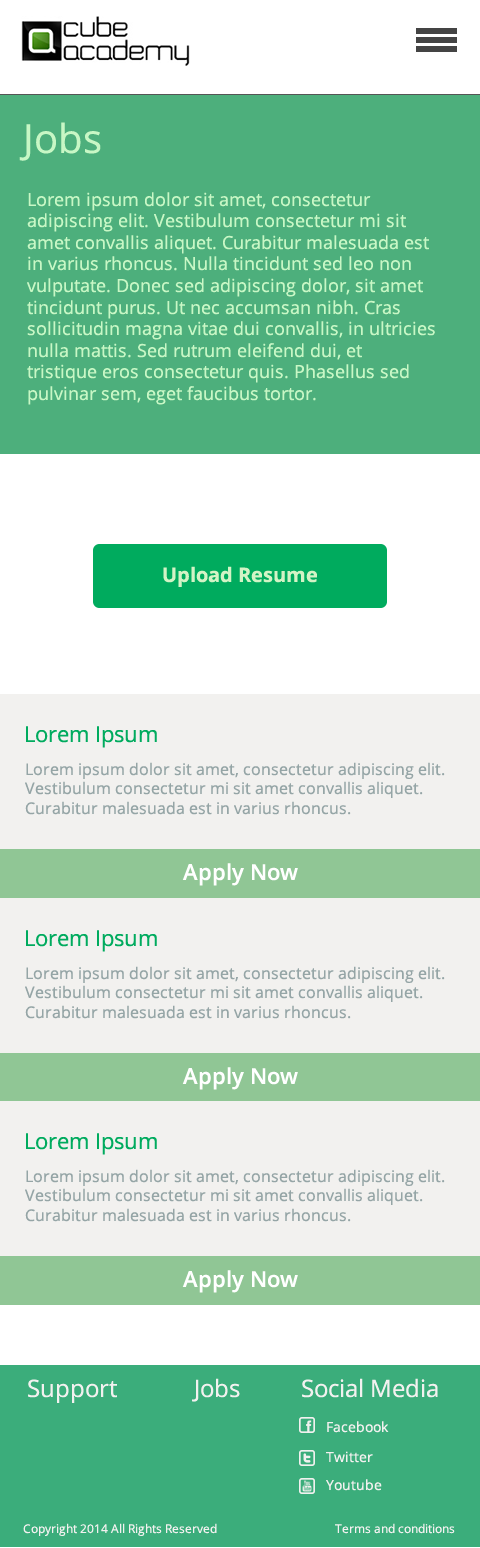 cube
academy
Jobs
Lorem ipsum dolor sit amet, consectetur
adipiscing elit. Vestibulum consectetur mi sit
amet convallis aliquet. Curabitur malesuada est
in varius rhoncus. Nulla tincidunt sed leo non
vulputate. Donec sed adipiscing dolor, sit amet
tincidunt purus. Ut nec accumsan nibh. Cras
sollicitudin magna vitae dui convallis, in ultricies
nulla mattis. Sed rutrum eleifend dui, et
tristique eros consectetur quis. Phasellus sed
pulvinar sem, eget faucibus tortor.
Upload Resume
Lorem Ipsum
Lorem ipsum dolor sit amet, consectetur adipiscing elit.
Vestibulum consectetur mi sit amet convallis aliquet.
Curabitur malesuada est in varius rhoncus.
Apply Now
Lorem Ipsum
Lorem ipsum dolor sit amet, consectetur adipiscing elit.
Vestibulum consectetur mi sit amet convallis aliquet.
Curabitur malesuada est in varius rhoncus.
Apply Now
Lorem Ipsum
Lorem ipsum dolor sit amet, consectetur adipiscing elit.
Vestibulum consectetur mi sit amet convallis aliquet.
Curabitur malesuada est in varius rhoncus.
Apply Now
Support Jobs Social Media
Facebook
Twitter
Youtube
Copyright 2014 All Rights Reserved Terms and conditions